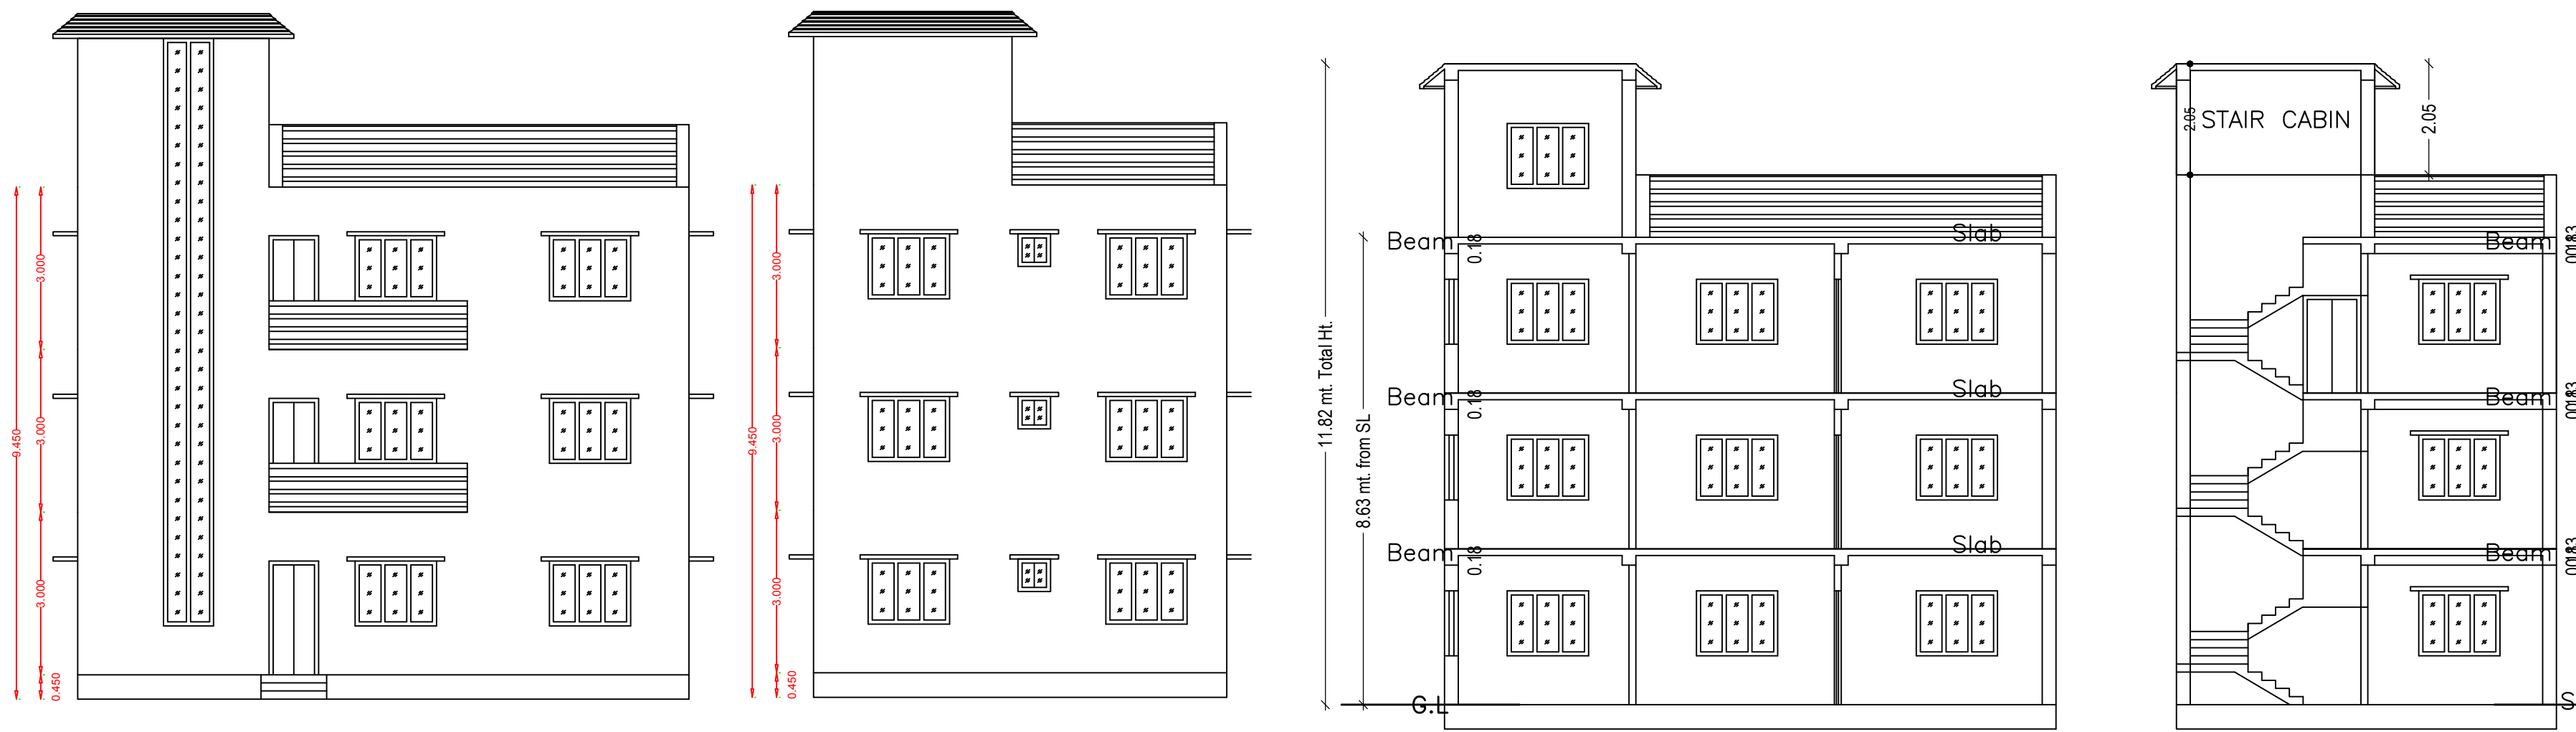 9.450
3.000
3.000
3.000
0.450
9.450
3.000
3.000
3.000
0.450
11.82 mt. Total Ht.
8.63 mt. from SL
Beam
0.18
Slab
Beam
0.18
Slab
Beam
0.18
Slab
G.L
2.05
STAIR CABIN
2.05
Beam
Beam
Beam
S